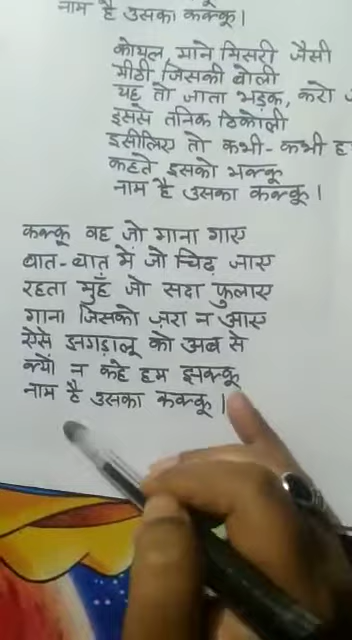 नाम है उसका कक्कू।
कोयल, माने मिसरी जैसी
मीठी जिसकी बोली
यह तो जाता भड़क, करो
इससे तनिक ठिठोली
इसीलिए तो कभी-कभी
कहते इसको भक्कू
नाम है उसका कक्कू।
कक्कू वह जो गाना गाए
बात-बात में जो चिढ़ जाए
रहता मुँह जो सदा फुलाए
गाना जिसको ज़रा न आए
ऐसे झगड़ालू को अब से
क्यों न कहे हम झक्कू
नाम है उसका कक्कू।